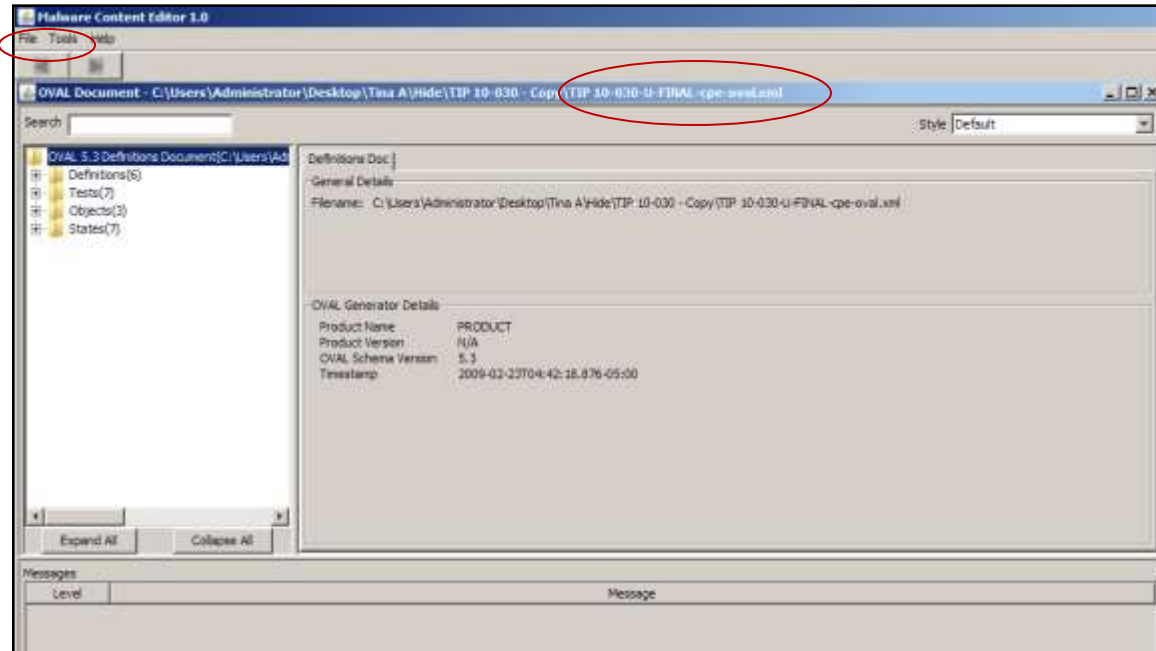 Malware Content Editor 1.0
File Tools Help
OVAL Document - C:\Users\Administrator\Desktop\Tina A\Hide\TIP 10-030 - Copy\TIP 10-030-U-FINAL-cpe-oval.xml
Search
Style Default
OVAL 5.3 Definitions Document[C:\Users\Ad
Definitions(6)
Tests(7)
Objects(3)
States(7)
Expand All
Collapse All
Definitions Doc
General Details
Filename: C:\Users\Administrator\Desktop\Tina A\Hide\TIP 10-030 - Copy\TIP 10-030-U-FINAL-cpe-oval.xml
OVAL Generator Details
Product Name PRODUCT
Product Version N/A
OVAL Schema Version 5.3
Timestamp 2009-02-23T04:42:18.876-05:00
Messages
Level Message